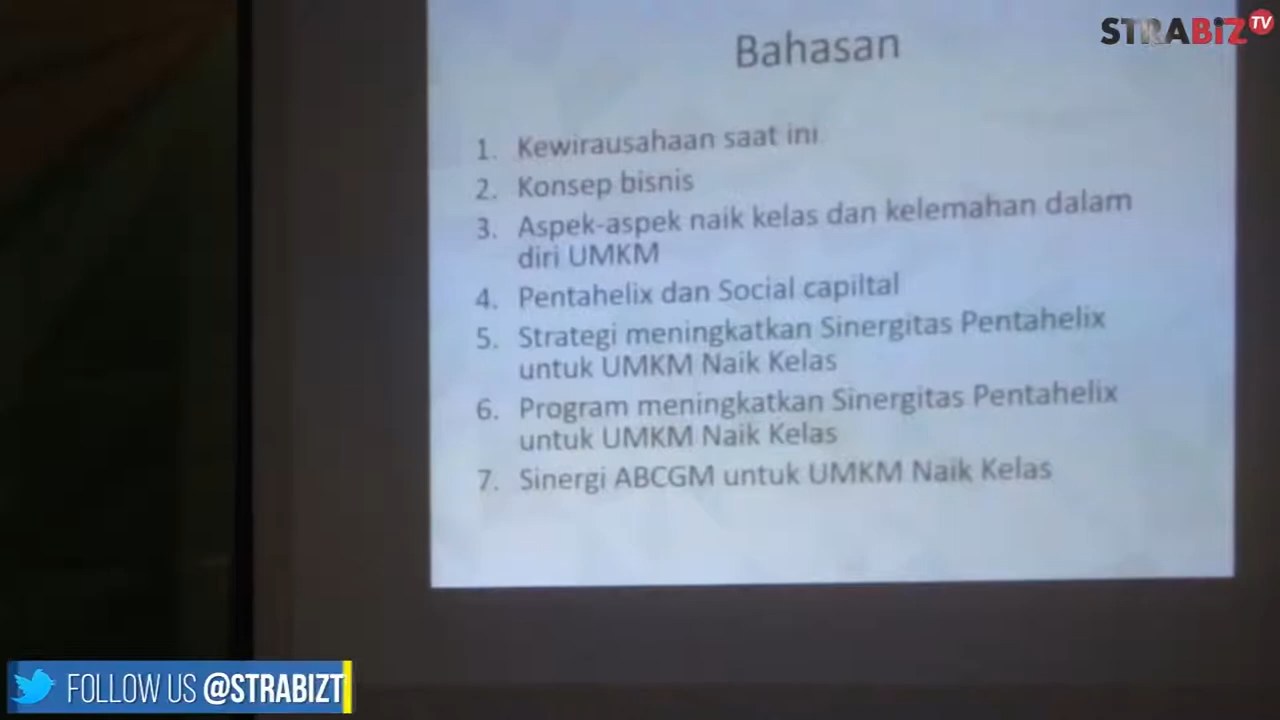 STRABIZ TV
Bahasan
1. Kewirausahaan saat ini
2. Konsep bisnis
3. Aspek-aspek naik kelas dan kelemahan dalam
diri UMKM
4. Pentahelix dan Social capiltal
5. Strategi meningkatkan Sinergitas Pentahelix
untuk UMKM Naik Kelas
6. Program meningkatkan Sinergitas Pentahelix
untuk UMKM Naik Kelas
7. Sinergi ABCGM untuk UMKM Naik Kelas
FOLLOW US @STRABIZT